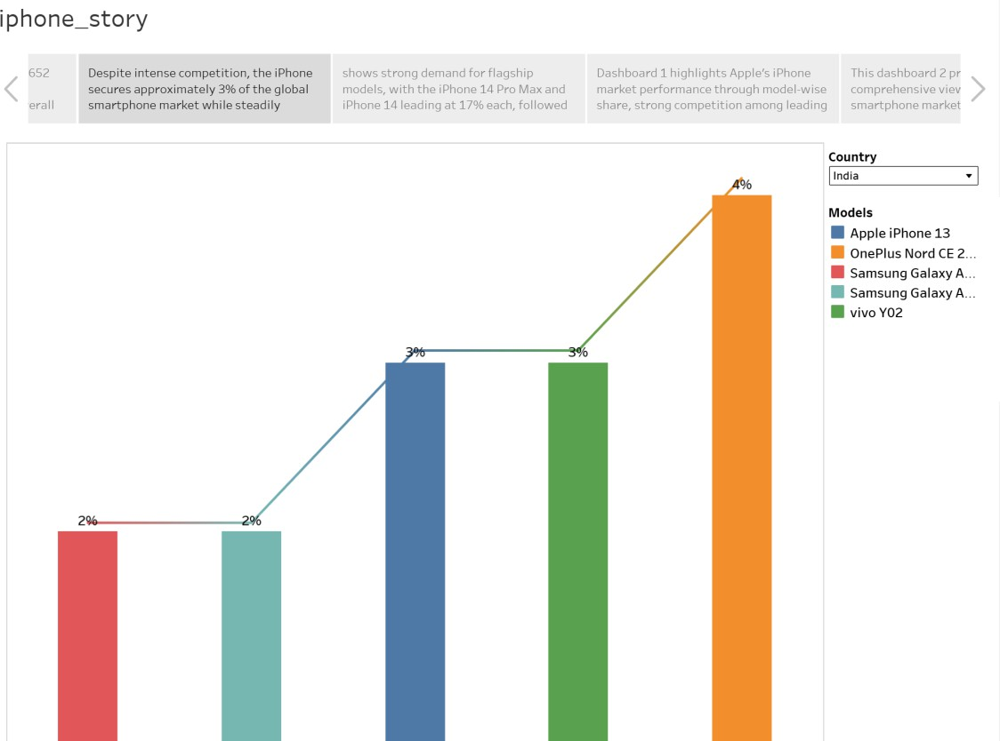 iphone_story
652
erall
Despite intense competition, the iPhone
secures approximately 3% of the global
smartphone market while steadily
shows strong demand for flagship
models, with the iPhone 14 Pro Max and
iPhone 14 leading at 17% each, followed
Dashboard 1 highlights Apple's iPhone
market performance through model-wise
share, strong competition among leading
This dashboard 2 pr
comprehensive view
smartphone market
Country
India
Models
Apple iPhone 13
OnePlus Nord CE 2...
Samsung Galaxy A...
Samsung Galaxy A...
vivo Y02
4%
3%
3%
2%
2%